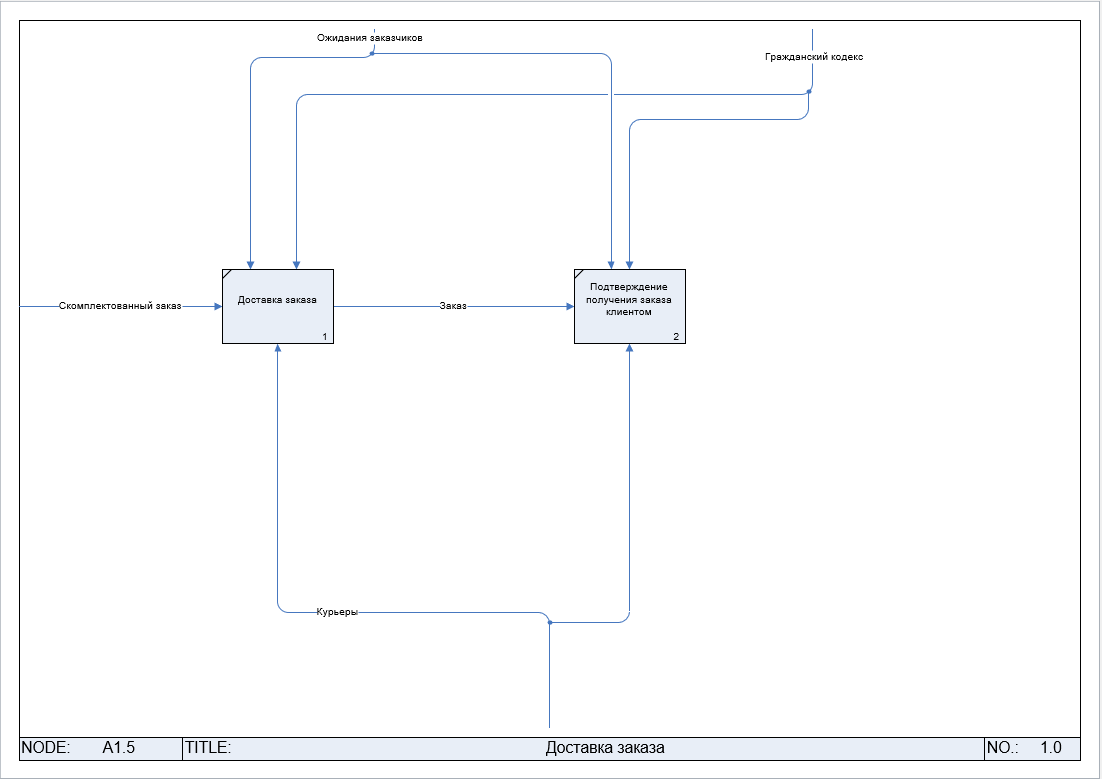 Ожидания заказчиков
Гражданский кодекс
Скомплектованный заказ
Доставка заказа
1
Заказ
Подтверждение
получения заказа
клиентом
2
Курьеры
NODE: A1.5 TITLE: Доставка заказа NO.: 1.0